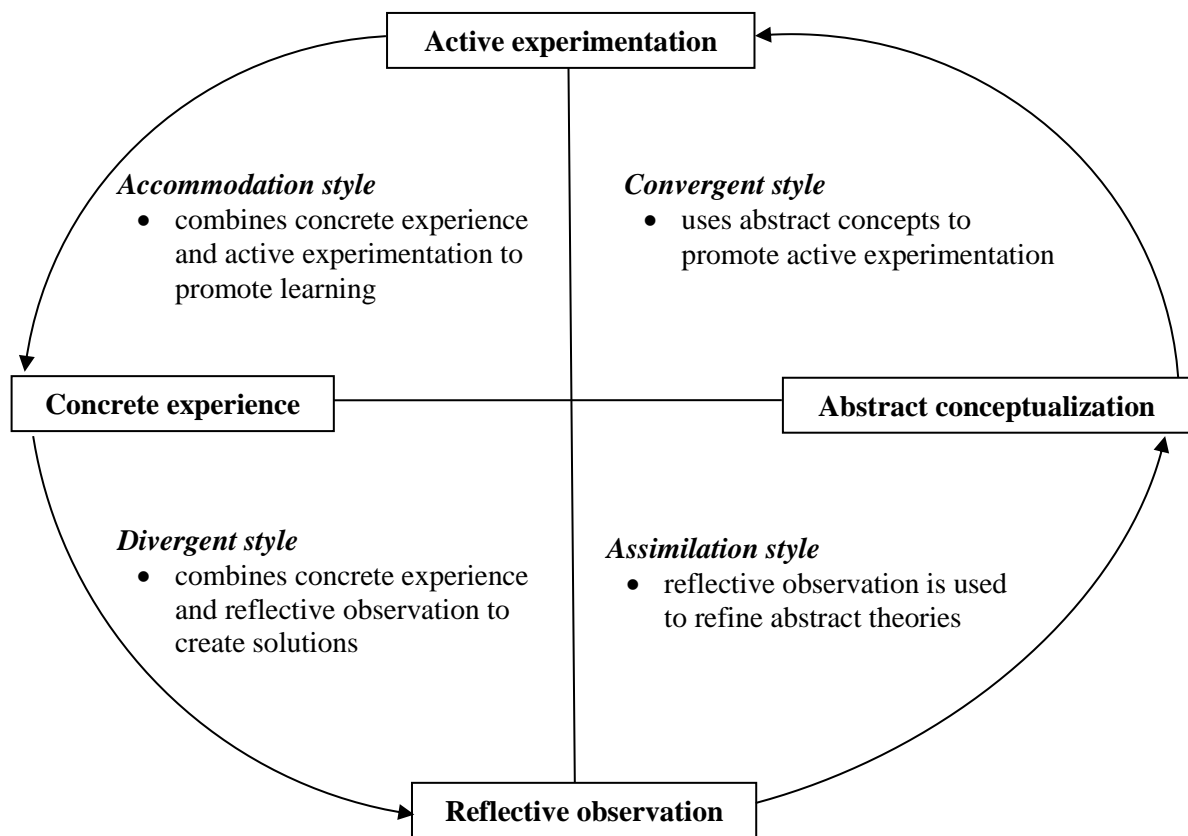 Active experimentation
Accommodation style
• combines concrete experience
and active experimentation to
promote learning
Convergent style
• uses abstract concepts to
promote active experimentation
Concrete experience
Abstract conceptualization
Divergent style
• combines concrete experience
and reflective observation to
create solutions
Assimilation style
• reflective observation is used
to refine abstract theories
Reflective observation